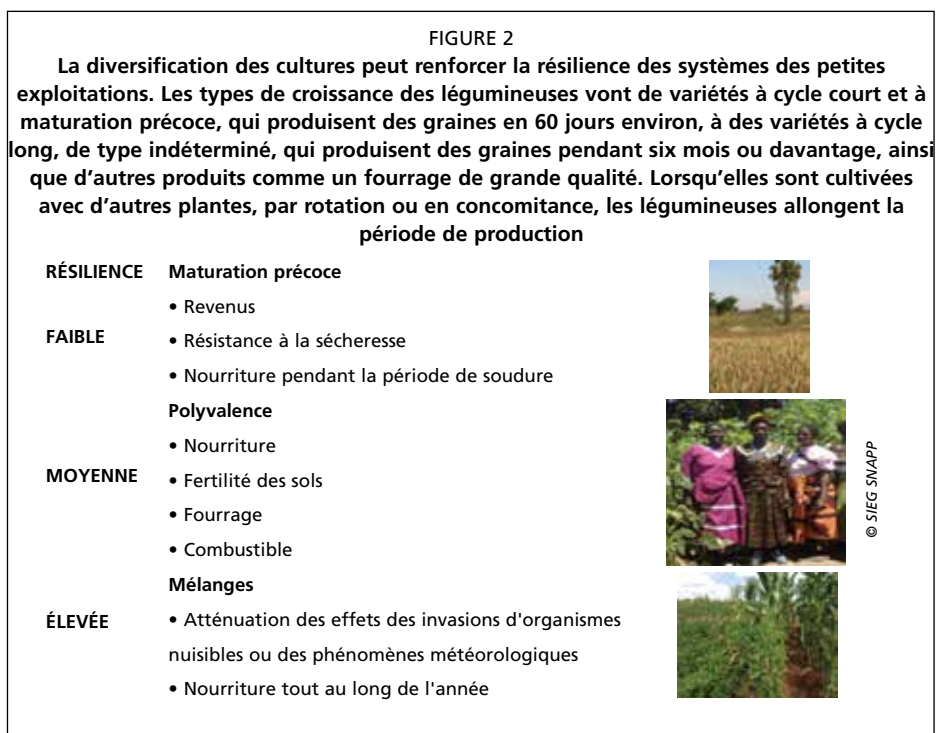 FIGURE 2
La diversification des cultures peut renforcer la résilience des systèmes des petites
exploitations. Les types de croissance des légumineuses vont de variétés à cycle court et à
maturation précoce, qui produisent des graines en 60 jours environ, à des variétés à cycle
long, de type indéterminé, qui produisent des graines pendant six mois ou davantage, ainsi
que d'autres produits comme un fourrage de grande qualité. Lorsqu'elles sont cultivées
avec d'autres plantes, par rotation ou en concomitance, les légumineuses allongent la
période de production
RÉSILIENCE Maturation précoce
• Revenus
FAIBLE • Résistance à la sécheresse
• Nourriture pendant la période de soudure
Polyvalence
• Nourriture
MOYENNE • Fertilité des sols
• Fourrage
• Combustible
Mélanges
ÉLEVÉE • Atténuation des effets des invasions d'organismes
nuisibles ou des phénomènes météorologiques
• Nourriture tout au long de l'année
© SIEG SNAPP